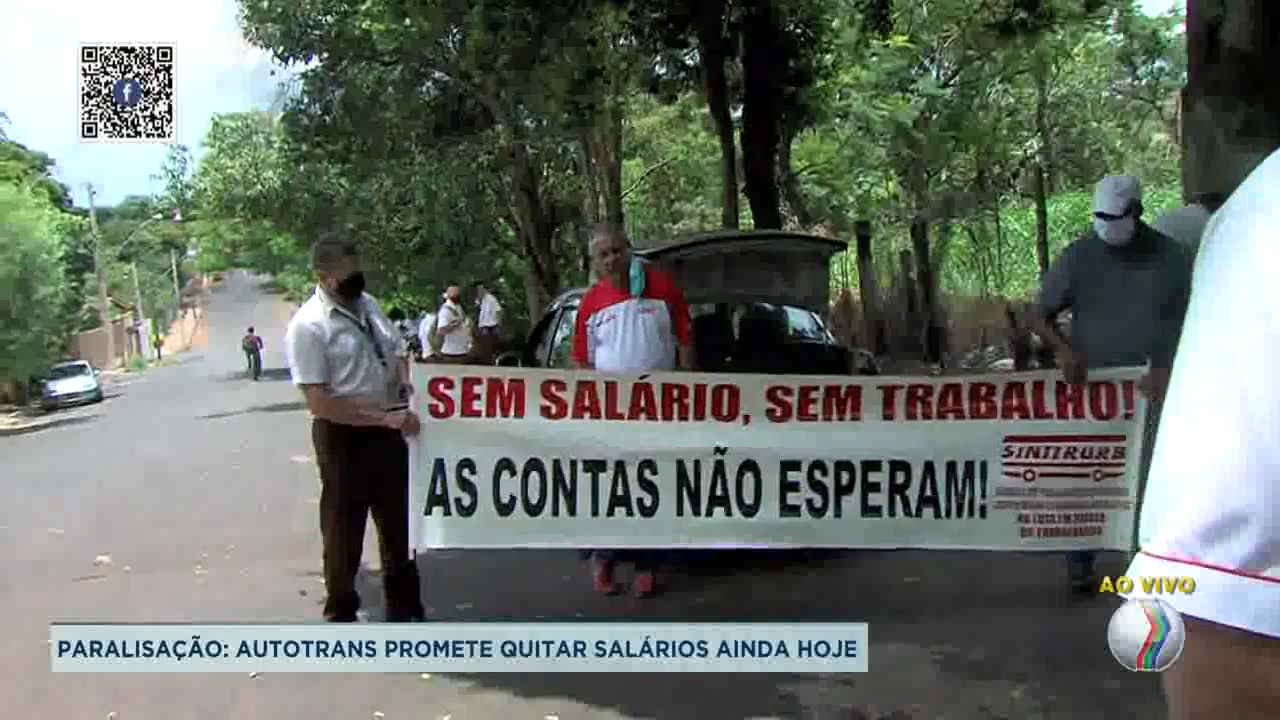 SEM SALÁRIO, SEM TRABALHO!
AS CONTAS NÃO ESPERAM!
SINTTRURB
AO VIVO
PARALISAÇÃO: AUTOTRANS PROMETE QUITAR SALÁRIOS AINDA HOJE